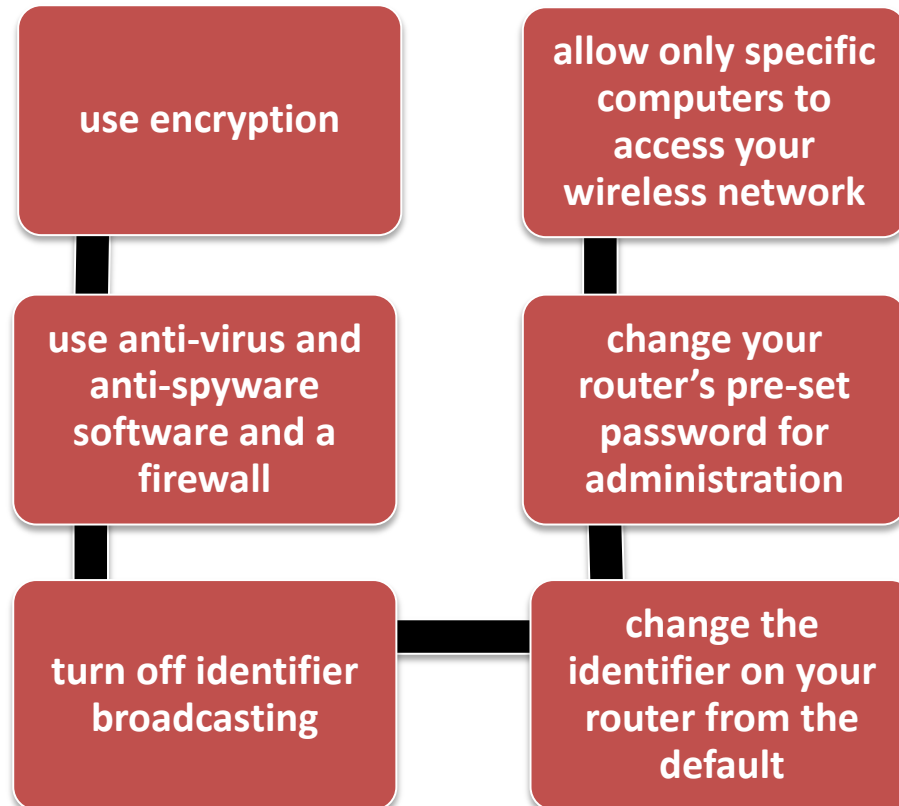 use encryption
use anti-virus and
anti-spyware
software and a
firewall
turn off identifier
broadcasting
change the
identifier on your
router from the
default
change your
router’s pre-set
password for
administration
allow only specific
computers to
access your
wireless network